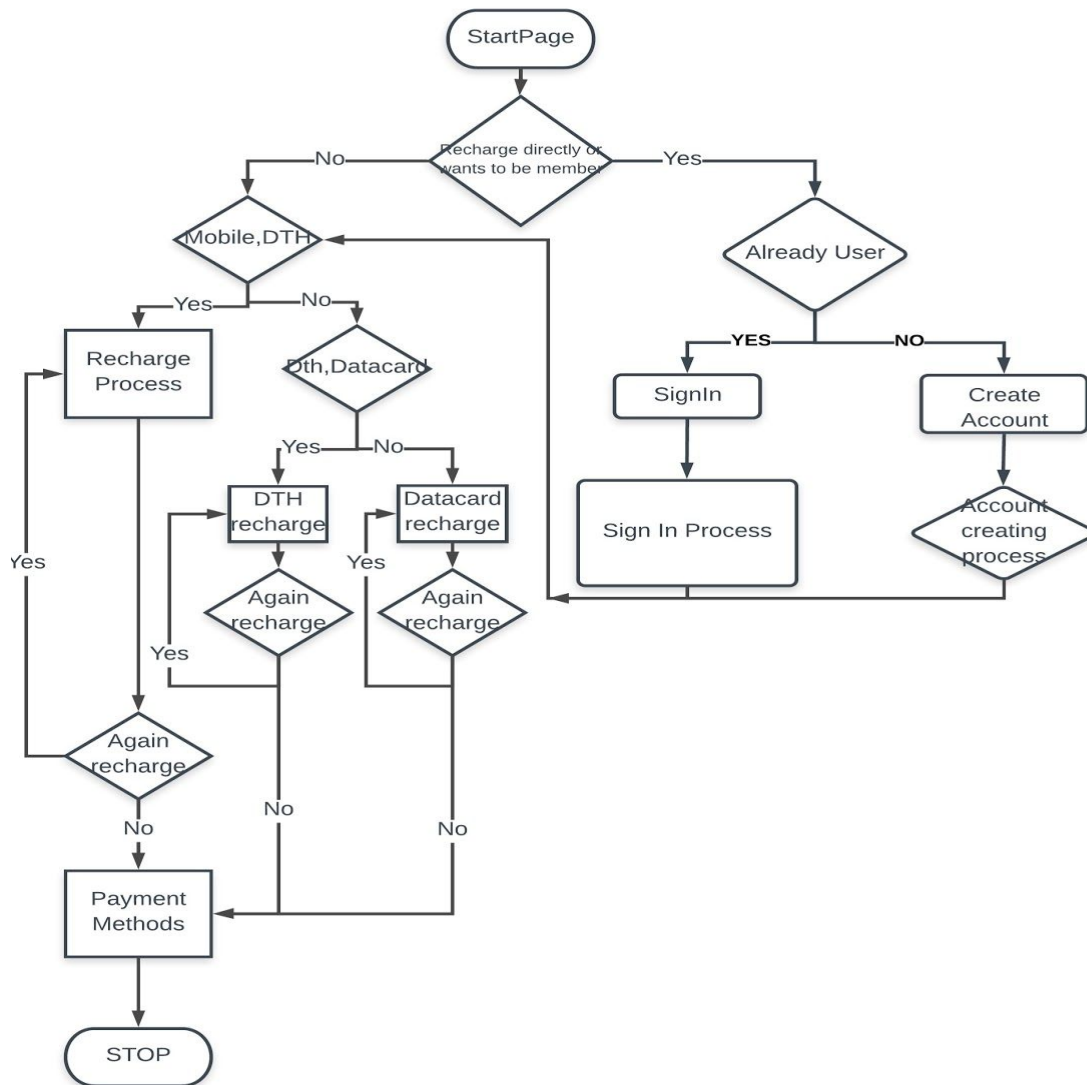 StartPage
Recharge directly or
wants to be member
No
Yes
Mobile,DTH
Already User
Yes
No
YES
NO
Recharge
Process
Dth,Datacard
SignIn
Create
Account
Yes
No
DTH
recharge
Datacard
recharge
Sign In Process
Account
creating
process
Yes
Yes
Again
recharge
Again
recharge
Yes
Again
recharge
No
No
No
Payment
Methods
STOP